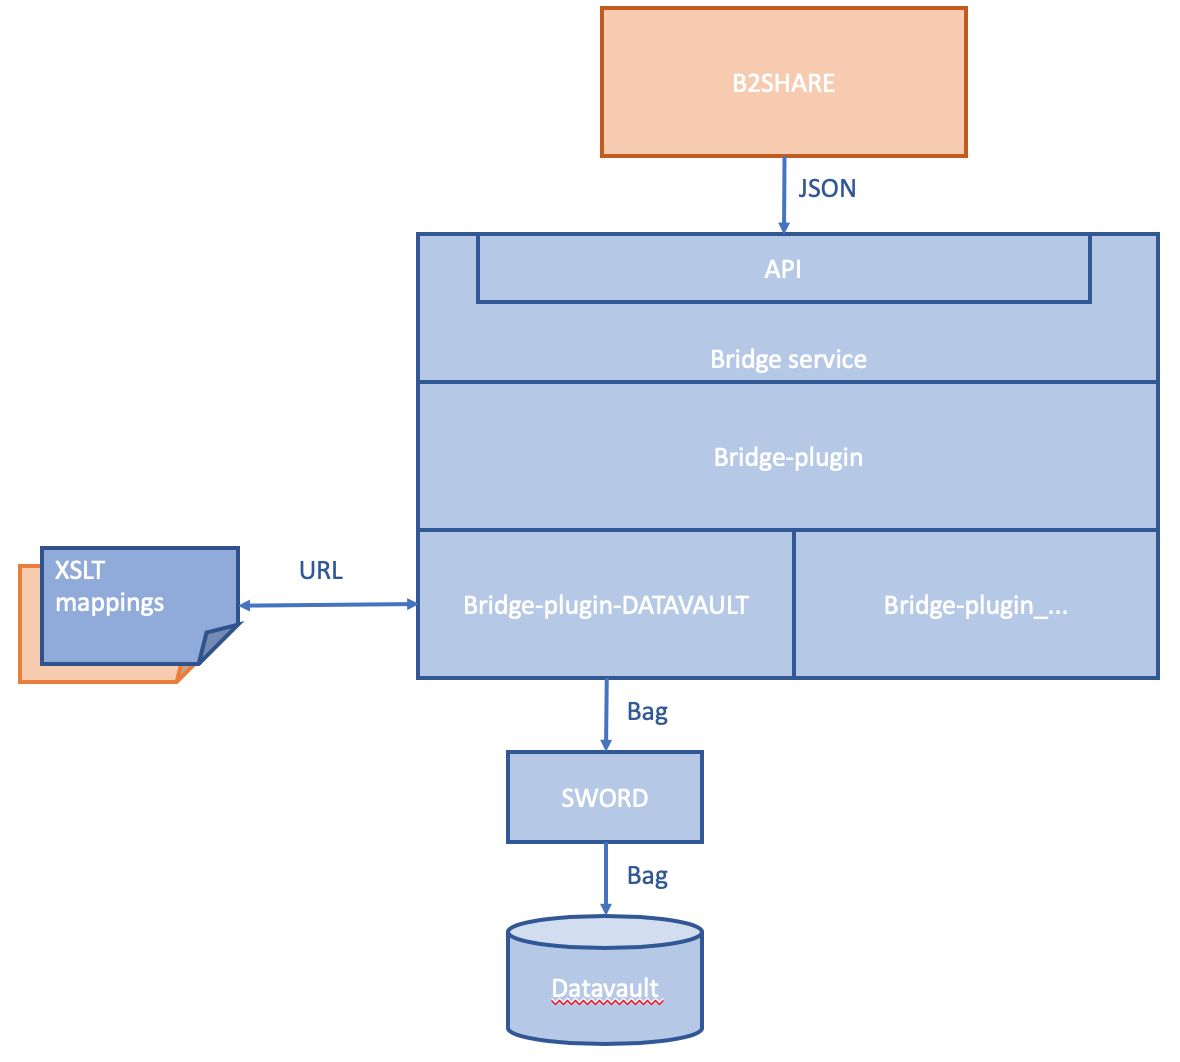 B2SHARE
JSON
API
Bridge service
Bridge-plugin
XSLT
mappings
URL
Bridge-plugin-DATAVAULT
Bridge-plugin_...
Bag
SWORD
Bag
Datavault